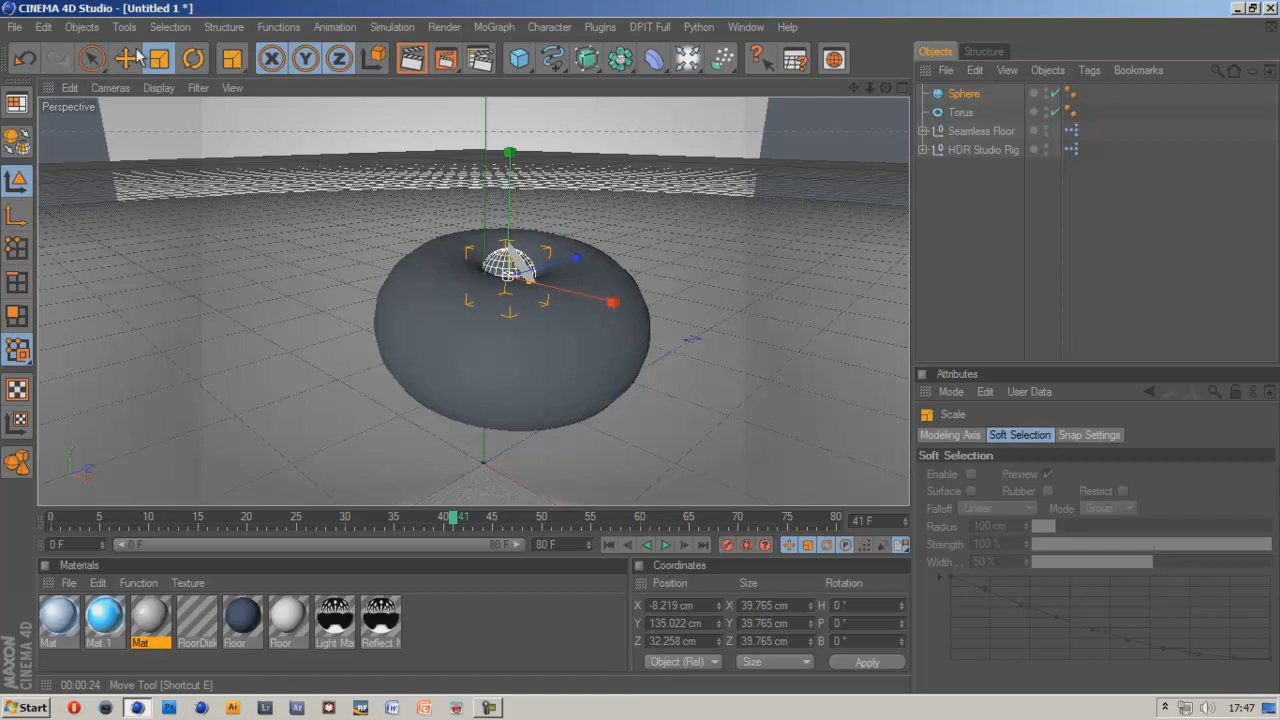 CINEMA 4D Studio - [Untitled 1 *]
File Edit Objects Tools Selection Structure Functions Animation Simulation Render MoGraph Character Plugins DPIT Full Python Window Help
X Y Z
Objects Structure
File Edit View Objects Tags Bookmarks
Edit Cameras Display Filter View
Perspective
Sphere
Torus
Seamless Floor
HDR Studio Rig
Attributes
Mode Edit User Data
Scale
Modeling Axis Soft Selection Snap Settings
Soft Selection
Enable Preview
Surface Rubber Restrict
Falloff Linear Mode Group
Radius 100 cm
Strength 100 %
Width 50 %
0 5 10 15 20 25 30 35 40 41 45 50 55 60 65 70 75 80 41 F
0 F 0 F 80 F 80 F
Materials
File Edit Function Texture
Mat Mat.1 Mat FloorDisk Floor Floor Light Ma Reflect M
Coordinates
Position Size Rotation
X -8.219 cm X 39.765 cm H 0 °
Y 135.022 cm Y 39.765 cm P 0 °
Z 32.258 cm Z 39.765 cm B 0 °
Object (Rel) Size Apply
MAXON CINEMA 4D
00:00:24 Move Tool [Shortcut E]
Start 17:47